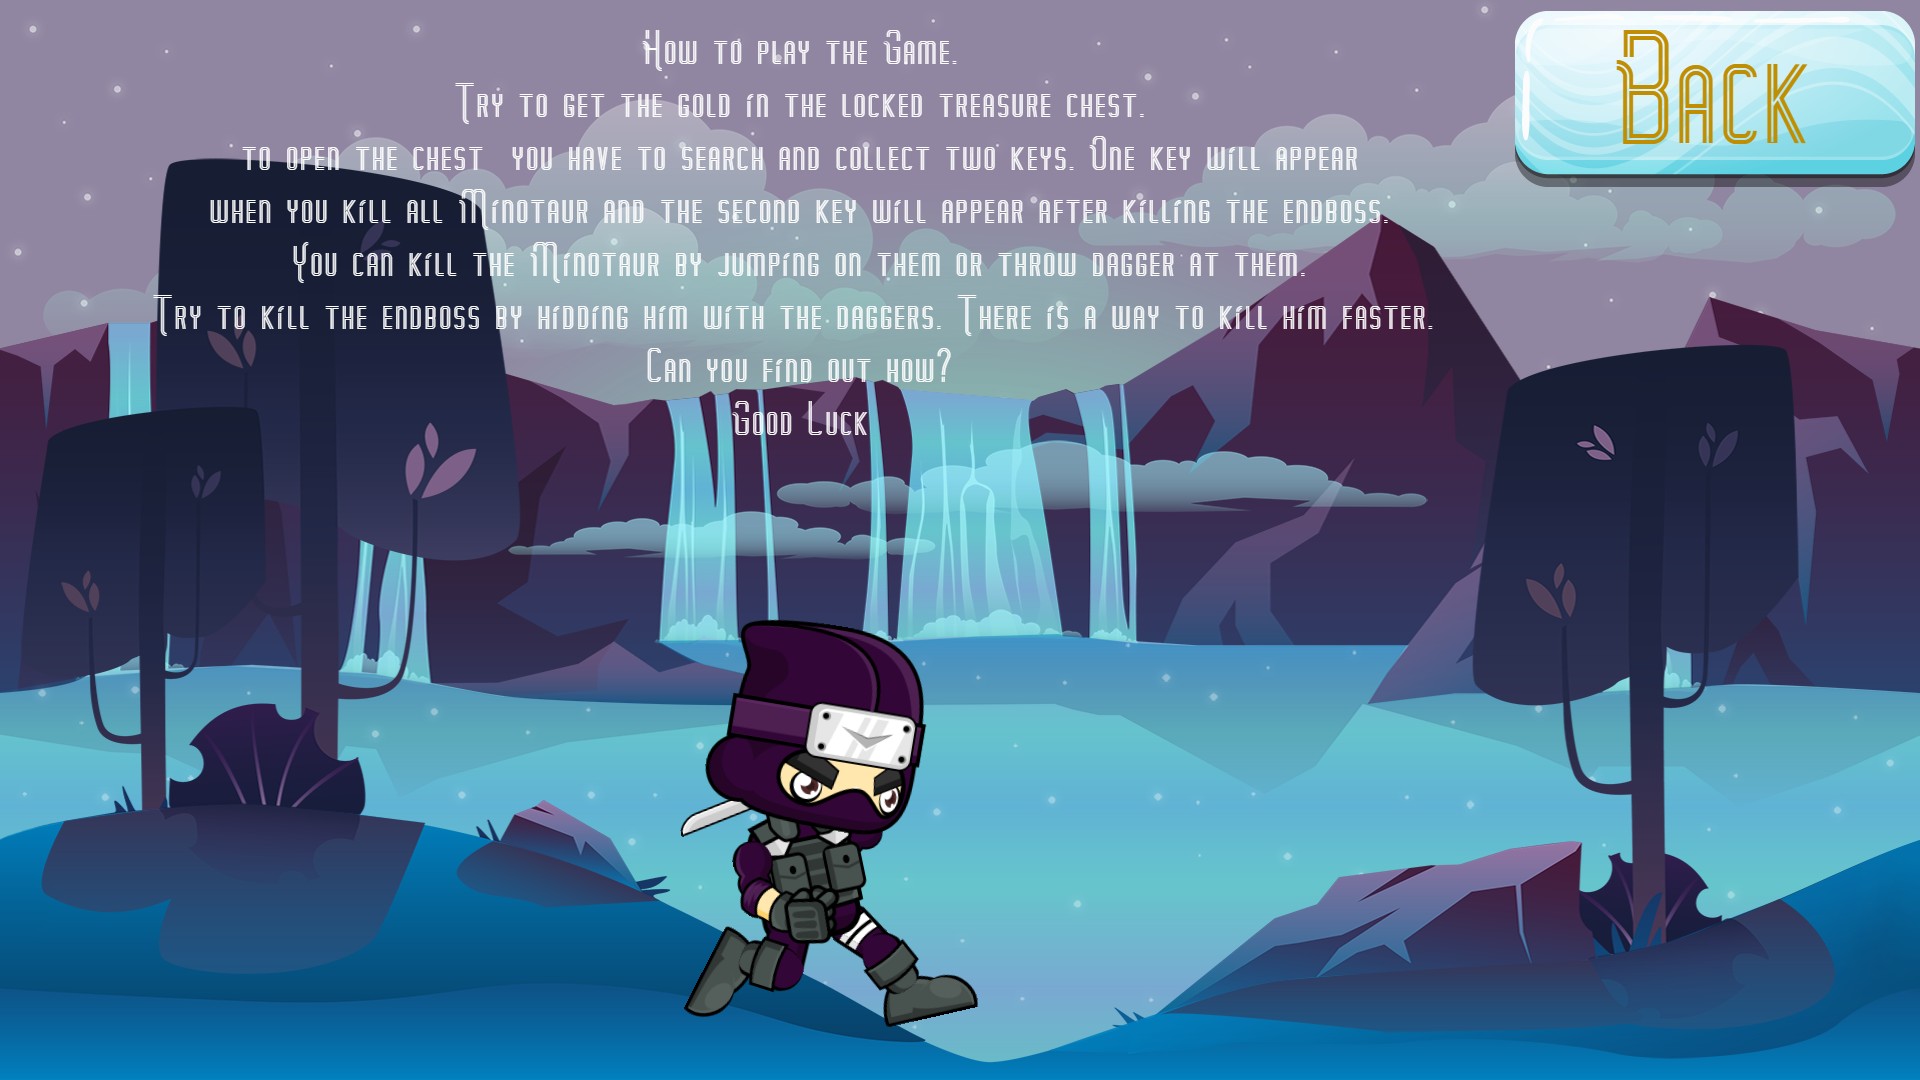 How to play the Game.
Try to get the gold in the locked treasure chest.
to open the chest  you have to search and collect two keys. One key will appear
when you kill all Minotaur and the second key will appear after killing the endboss.
You can kill the Minotaur by jumping on them or throw dagger at them.
Try to kill the endboss by hidding him with the daggers. There is a way to kill him faster.
Can you find out how?
Good Luck
Back